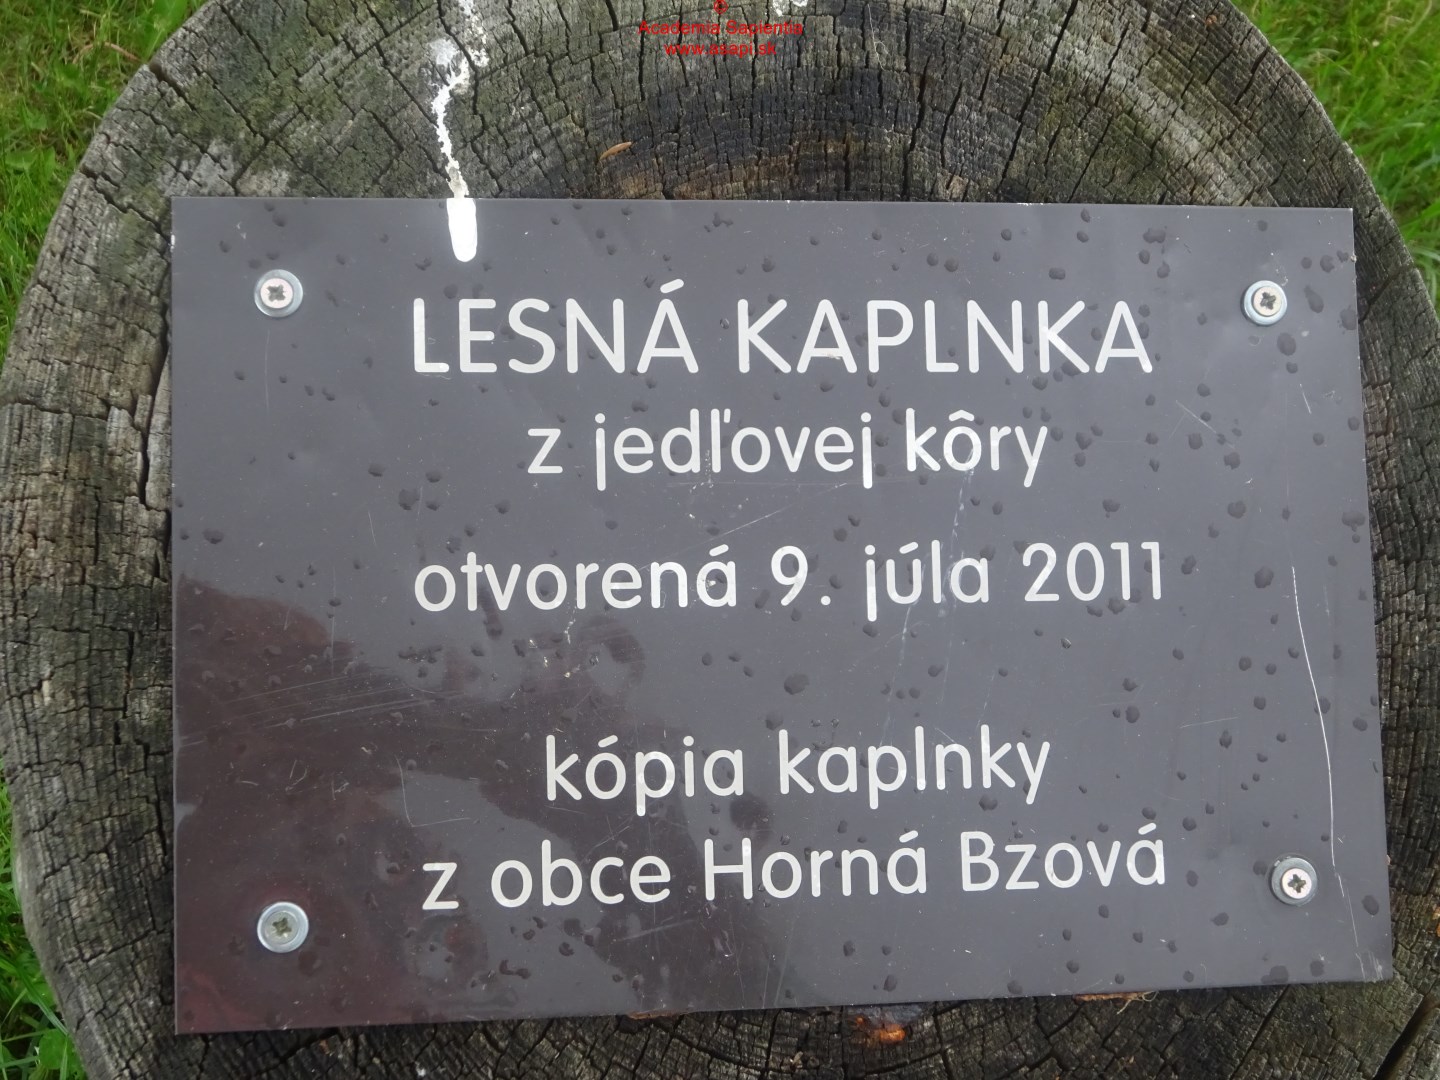 Academia Sapientia
www.asapi.sk
LESNÁ KAPLNKA
z jedľovej kôry
otvorená 9. júla 2011
kópia kaplnky
z obce Horná Bzová